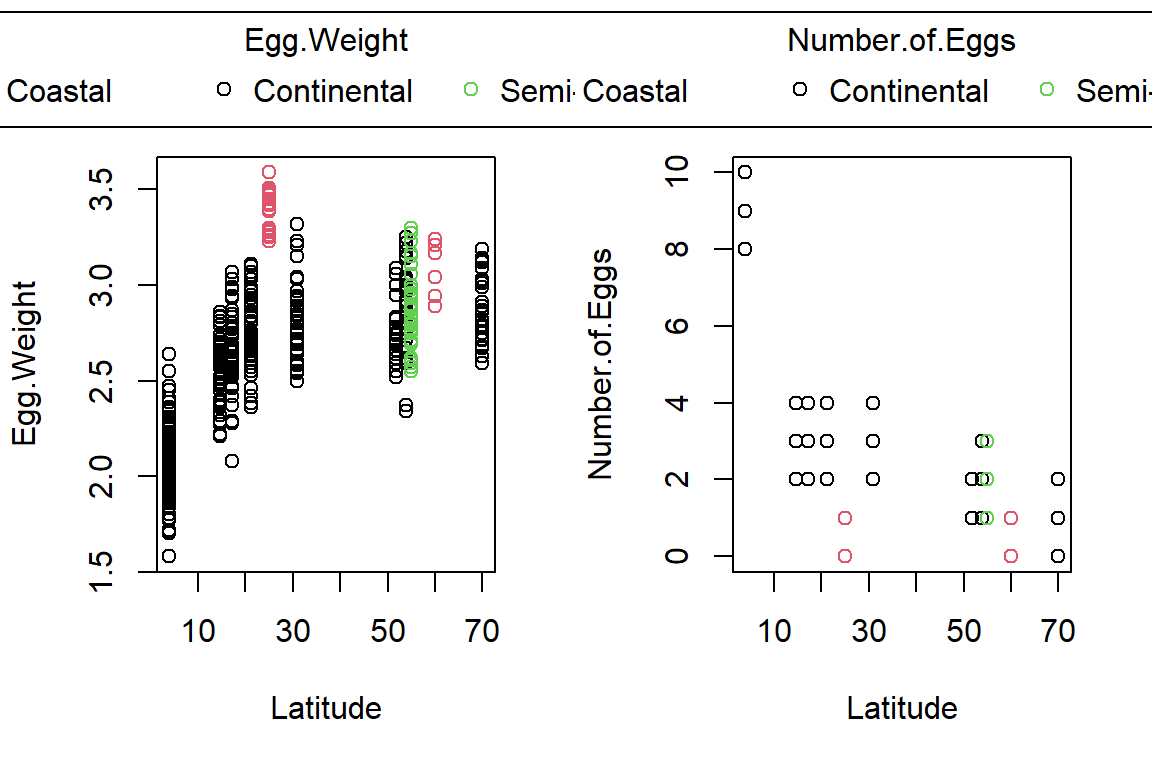 Egg.Weight
Coastal Continental Semi-
3.5
3.0
2.5
2.0
1.5
Egg.Weight
10 30 50 70
Latitude
Number.of.Eggs
Coastal Continental Semi-
10
8
6
4
2
0
Number.of.Eggs
10 30 50 70
Latitude